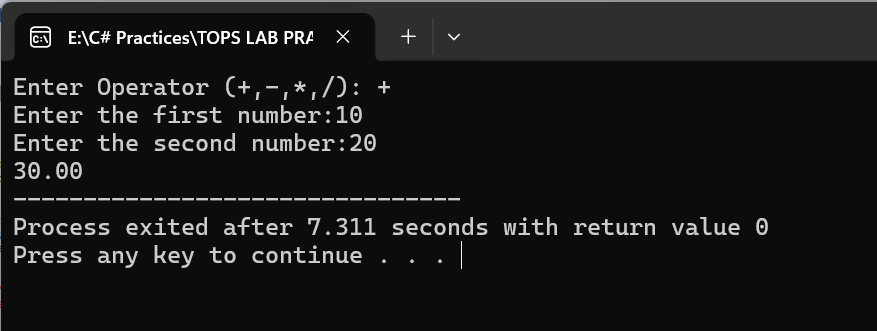 E:\C# Practices\TOPS LAB PRA
Enter Operator (+,-,*,/): +
Enter the first number:10
Enter the second number:20
30.00
--------------------------------
Process exited after 7.311 seconds with return value 0
Press any key to continue . . .